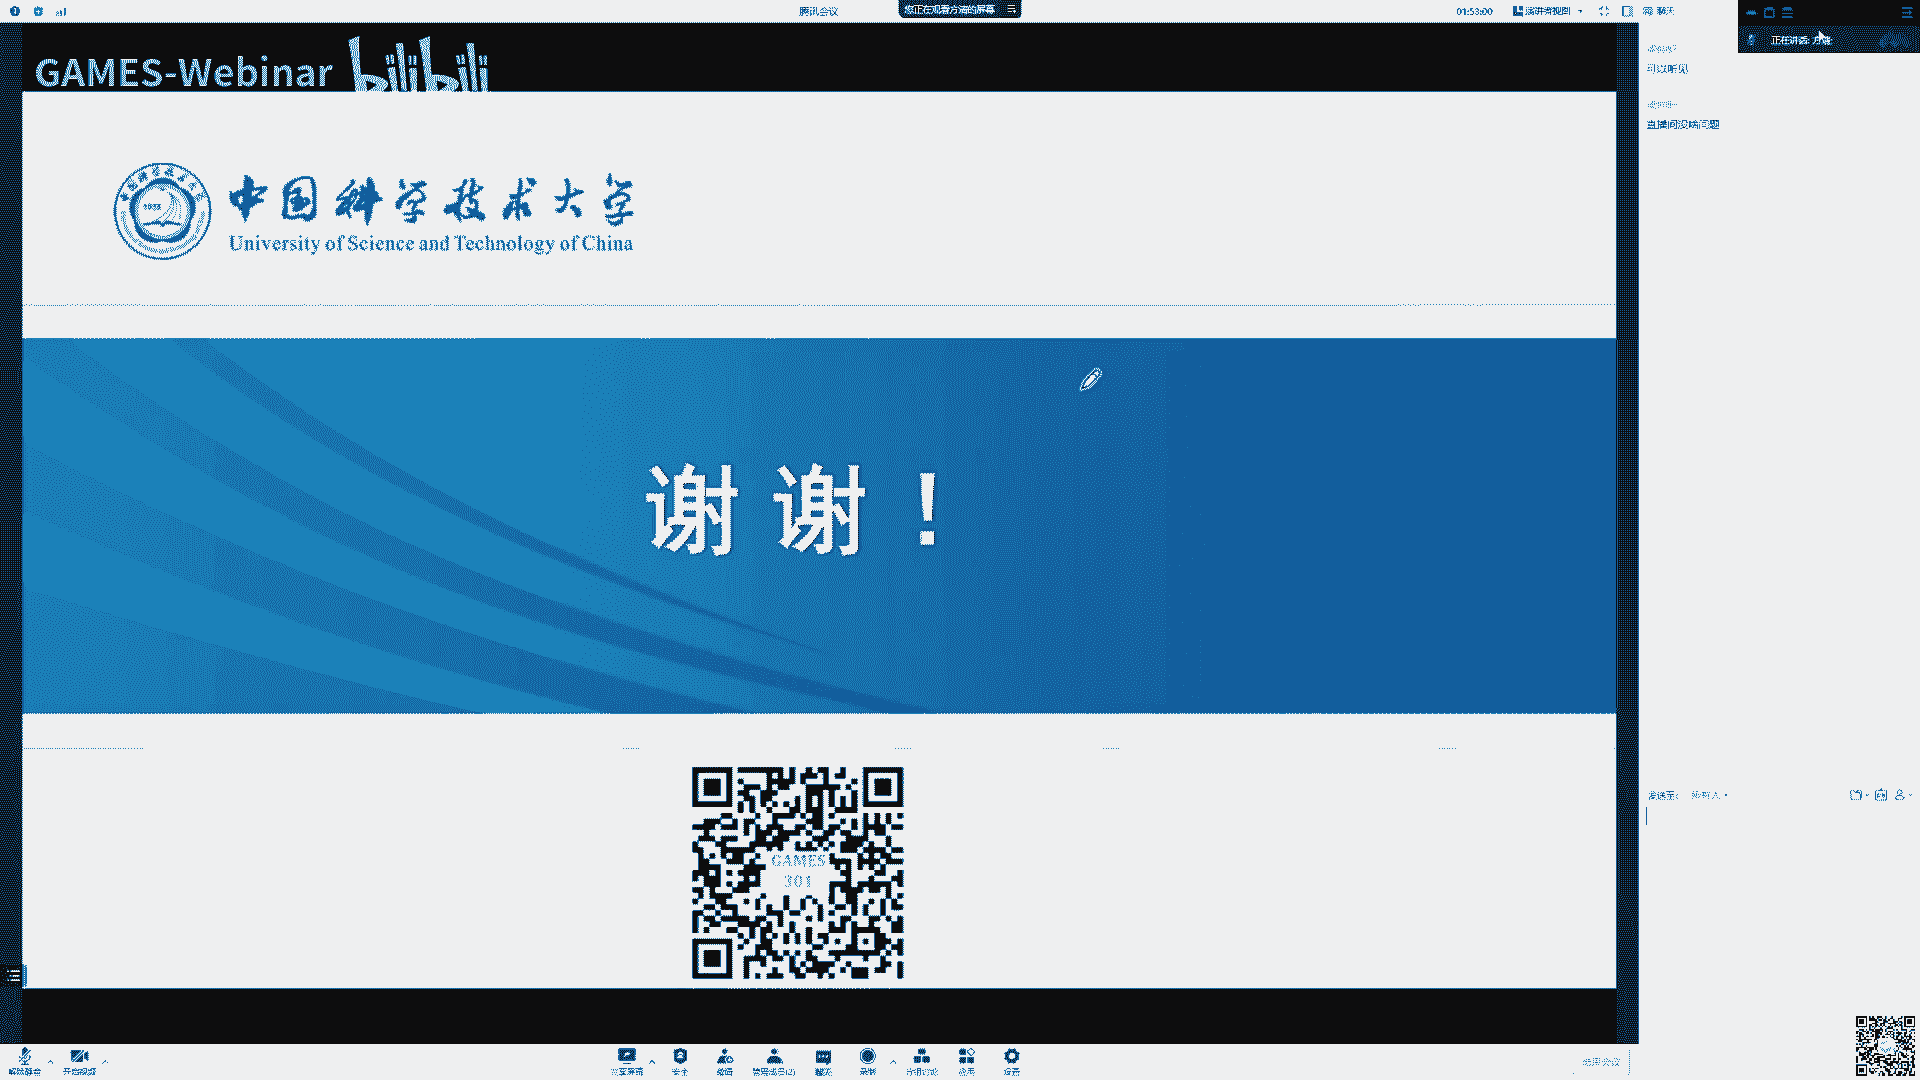 腾讯会议
您正在观看方清的屏幕
01:53:00
演讲者视图
聊天
正在讲话: 方清
GAMES-Webinar
bilibili
可以听见
直播间没啥问题
中国科学技术大学
University of Science and Technology of China
谢谢！
GAMES
301
发送至:
所有人
解除静音
开启视频
共享屏幕
安全
邀请
管理成员(2)
聊天
录制
分组讨论
应用
设置
结束会议